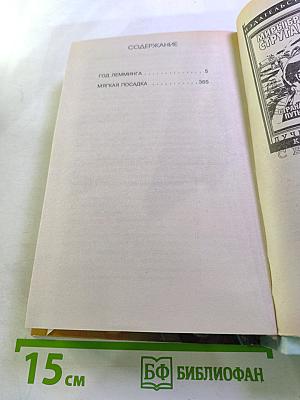 СОДЕРЖАНИЕ
ГОД ЛЕММИНГА . . . . . . . . . . . . . . 5
МЯГКАЯ ПОСАДКА . . . . . . . . . . . .365
15 см
БФ БИБЛИОФАН